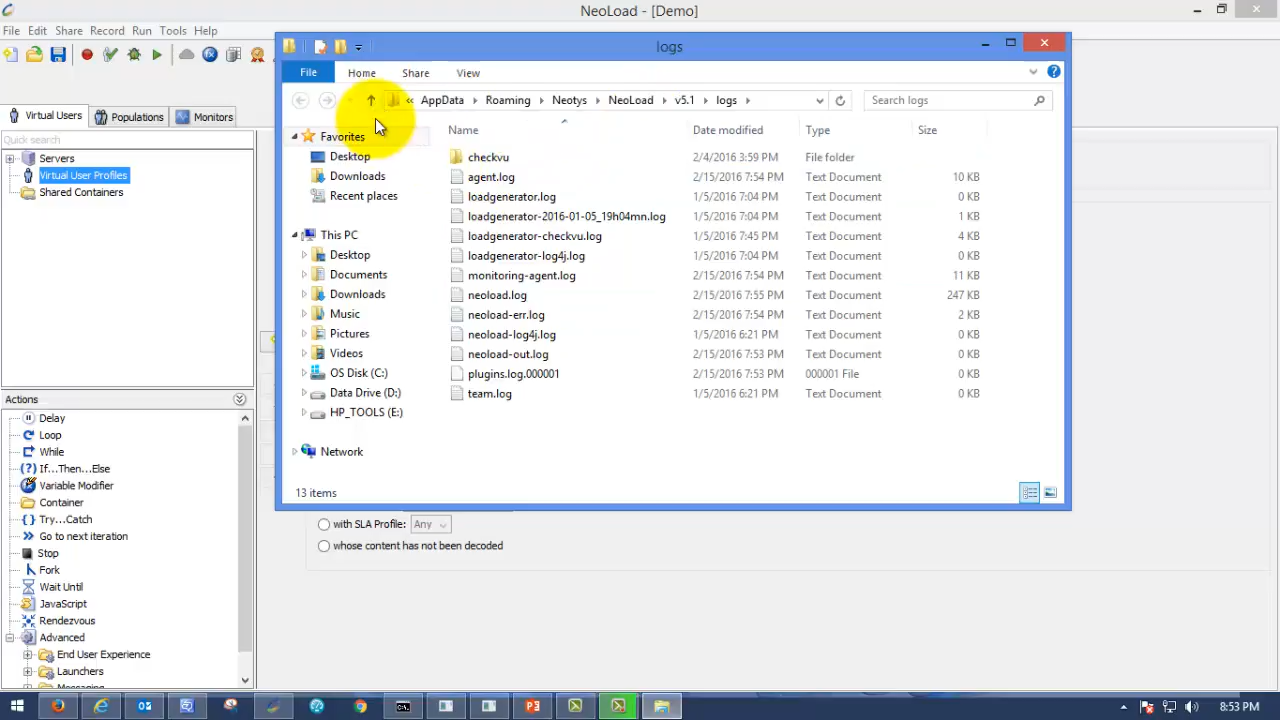 NeoLoad - [Demo]
File Edit Share Record Run Tools Help
logs
File Home Share View
« AppData Roaming Neotys NeoLoad v5.1 logs
Search logs
Virtual Users Populations Monitors
Quick search
Servers
Virtual User Profiles
Shared Containers
Favorites
Desktop
Downloads
Recent places
This PC
Desktop
Documents
Downloads
Music
Pictures
Videos
OS Disk (C:)
Data Drive (D:)
HP_TOOLS (E:)
Network
Name Date modified Type Size
checkvu 2/4/2016 3:59 PM File folder
agent.log 2/15/2016 7:54 PM Text Document 10 KB
loadgenerator.log 1/5/2016 7:04 PM Text Document 0 KB
loadgenerator-2016-01-05_19h04mn.log 1/5/2016 7:04 PM Text Document 1 KB
loadgenerator-checkvu.log 1/5/2016 7:45 PM Text Document 4 KB
loadgenerator-log4j.log 1/5/2016 7:04 PM Text Document 0 KB
monitoring-agent.log 2/15/2016 7:54 PM Text Document 11 KB
neoload.log 2/15/2016 7:55 PM Text Document 247 KB
neoload-err.log 2/15/2016 7:54 PM Text Document 2 KB
neoload-log4j.log 1/5/2016 6:21 PM Text Document 0 KB
neoload-out.log 2/15/2016 7:53 PM Text Document 0 KB
plugins.log.000001 2/15/2016 7:53 PM 000001 File 0 KB
team.log 1/5/2016 6:21 PM Text Document 0 KB
13 items
Actions
Delay
Loop
While
If...Then...Else
Variable Modifier
Container
Try...Catch
Go to next iteration
Stop
Fork
Wait Until
JavaScript
Rendezvous
Advanced
End User Experience
Launchers
with SLA Profile: Any
whose content has not been decoded
8:53 PM